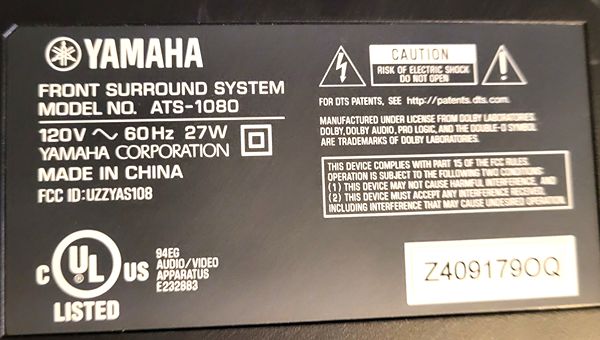 YAMAHA
FRONT SURROUND SYSTEM
MODEL NO. ATS-1080
120V ~ 60Hz 27W
YAMAHA CORPORATION
MADE IN CHINA
FCC ID:UZZYAS108
C UL US
LISTED
94EG
AUDIO/VIDEO
APPARATUS
E232883
CAUTION
RISK OF ELECTRIC SHOCK
DO NOT OPEN
FOR DTS PATENTS, SEE http://patents.dts.com.
MANUFACTURED UNDER LICENSE FROM DOLBY LABORATORIES.
DOLBY, DOLBY AUDIO, PRO LOGIC, AND THE DOUBLE-D SYMBOL
ARE TRADEMARKS OF DOLBY LABORATORIES.
THIS DEVICE COMPLIES WITH PART 15 OF THE FCC RULES.
OPERATION IS SUBJECT TO THE FOLLOWING TWO CONDITIONS:
(1) THIS DEVICE MAY NOT CAUSE HARMFUL INTERFERENCE, AND
(2) THIS DEVICE MUST ACCEPT ANY INTERFERENCE RECEIVED,
INCLUDING INTERFERENCE THAT MAY CAUSE UNDESIRED OPERATION.
Z409179OQ